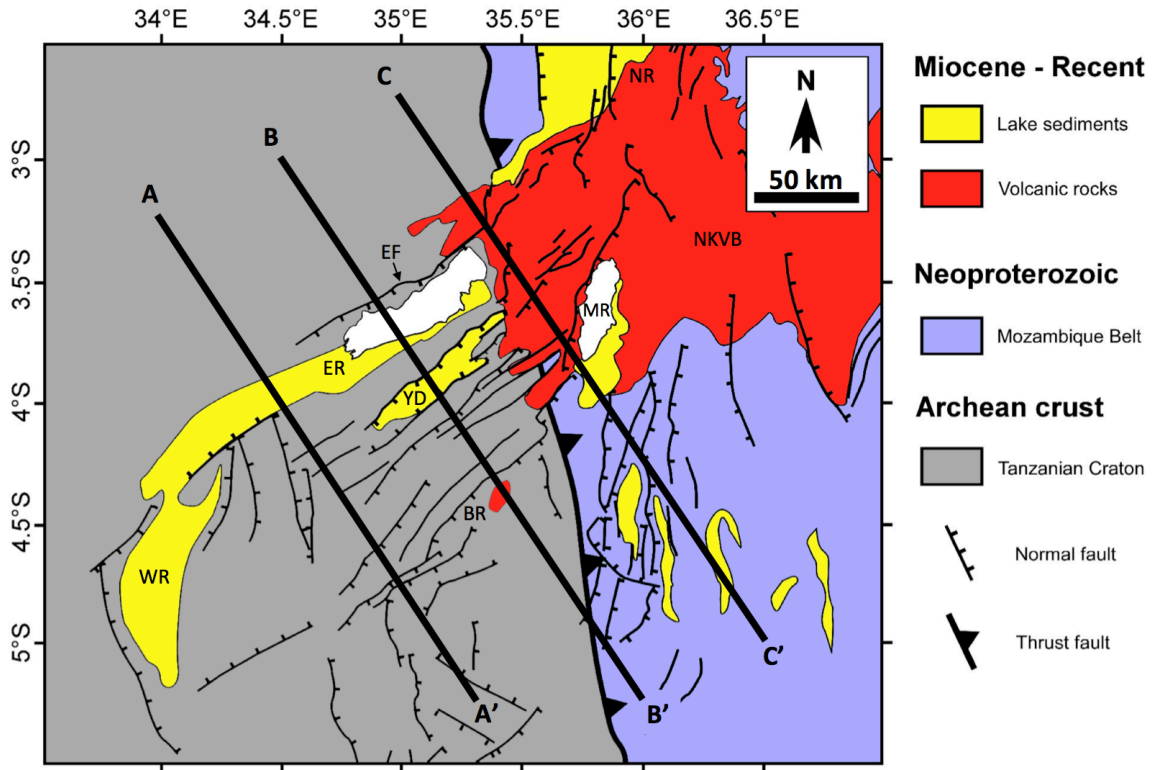 34°E 34.5°E 35°E 35.5°E 36°E 36.5°E
3°S
3.5°S
4°S
4.5°S
5°S
A
B
C
NR
N
50 km
EF
NKVB
MR
ER
YD
BR
WR
A’
B’
C’
Miocene - Recent
Lake sediments
Volcanic rocks
Neoproterozoic
Mozambique Belt
Archean crust
Tanzanian Craton
Normal fault
Thrust fault